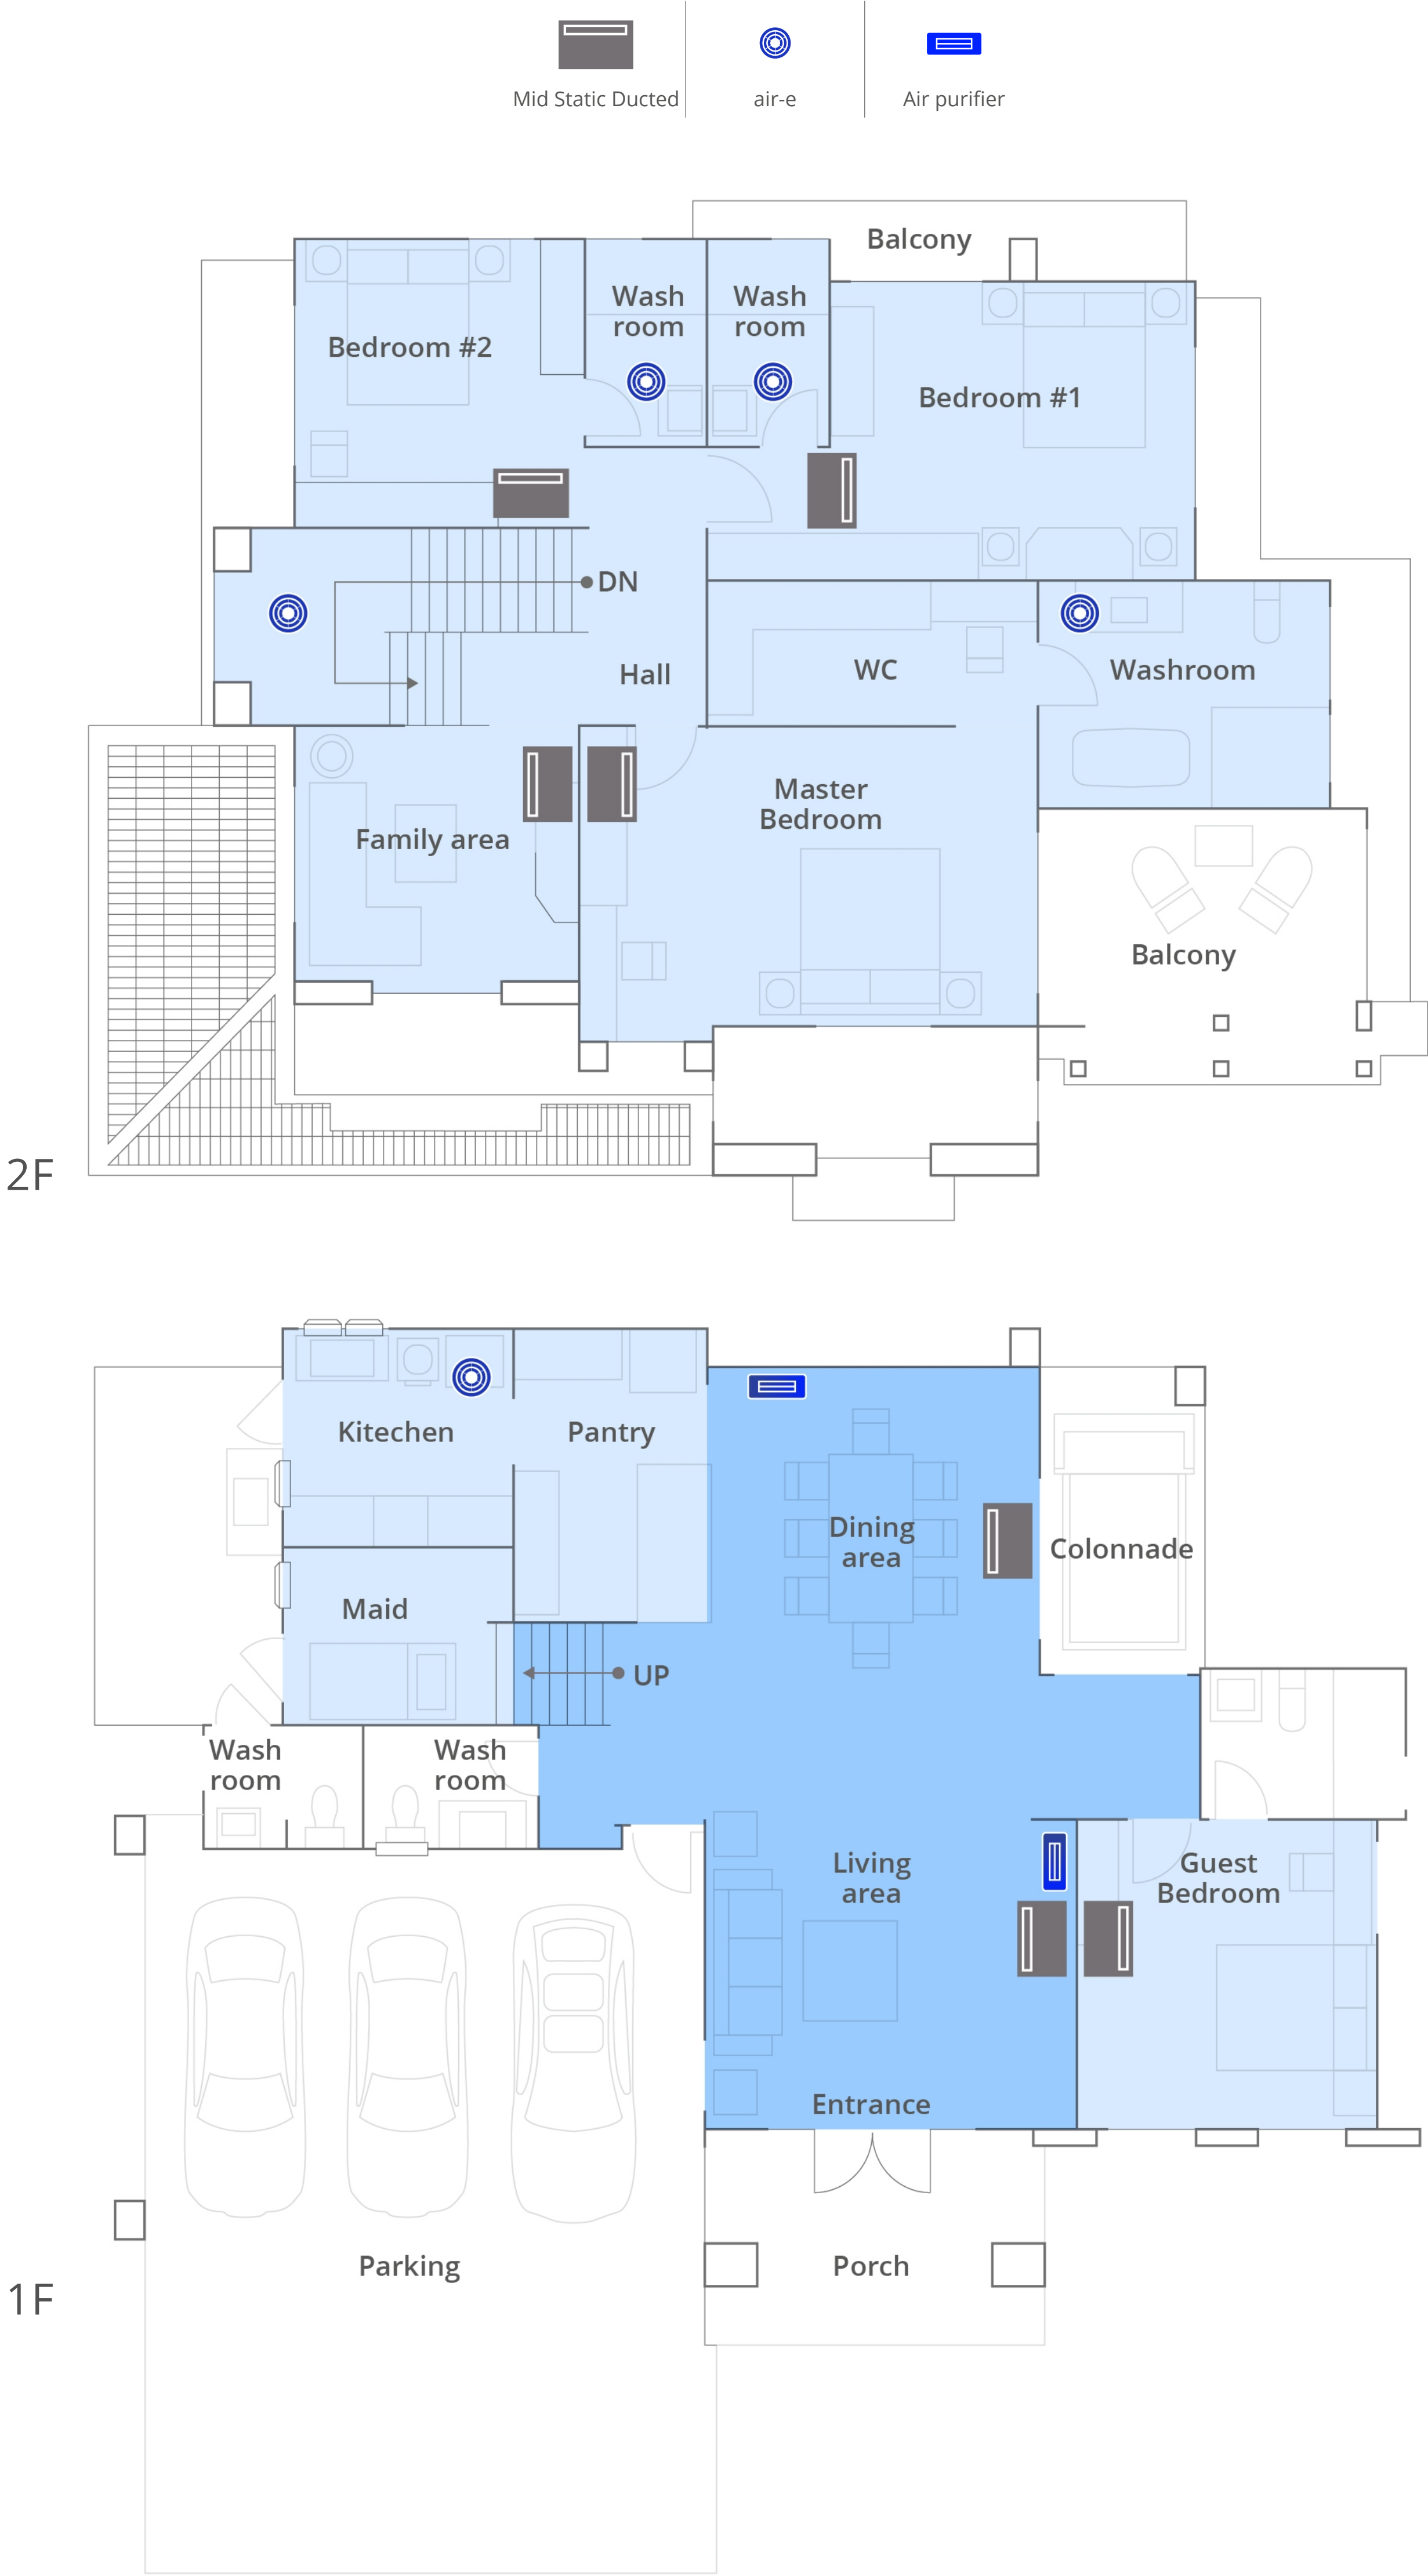 Mid Static Ducted
air-e
Air purifier
Balcony
Wash
room
Wash
room
Bedroom #2
Bedroom #1
DN
Hall
WC
Washroom
Master
Bedroom
Family area
Balcony
2F
Kitechen
Pantry
Dining
area
Colonnade
Maid
UP
Wash
room
Wash
room
Living
area
Guest
Bedroom
Entrance
Parking
Porch
1F